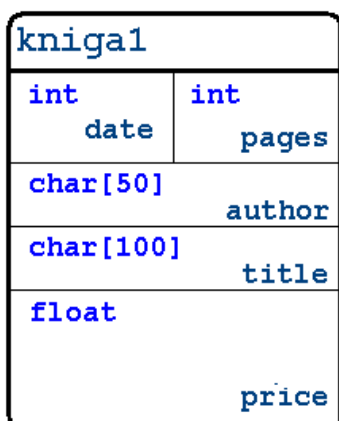 kniga1
int int
date pages
char[50]
author
char[100]
title
float
price